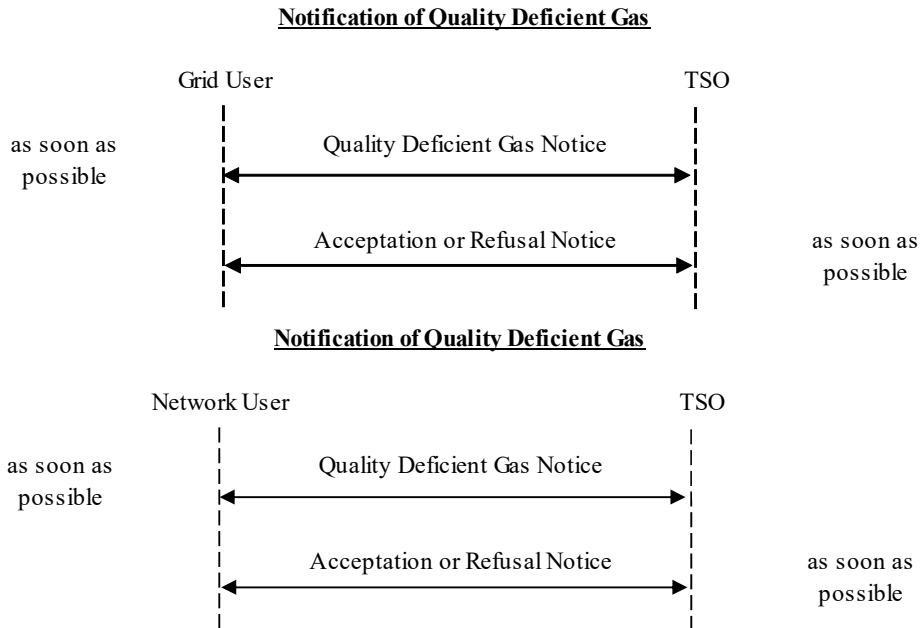 Notification of Quality Deficient Gas
Grid User TSO
as soon as
possible
Quality Deficient Gas Notice
Acceptation or Refusal Notice
as soon as
possible
Notification of Quality Deficient Gas
Network User TSO
as soon as
possible
Quality Deficient Gas Notice
Acceptation or Refusal Notice
as soon as
possible